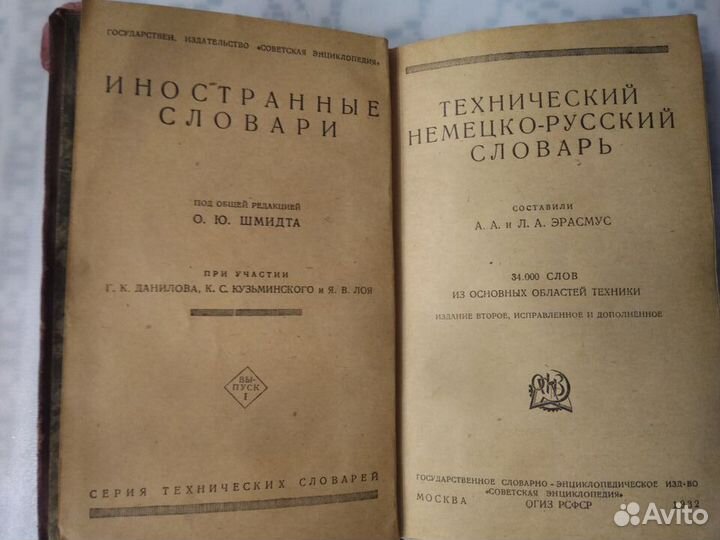 ГОСУДАРСТВЕН. ИЗДАТЕЛЬСТВО «СОВЕТСКАЯ ЭНЦИКЛОПЕДИЯ»
ИНОСТРАННЫЕ
СЛОВАРИ
ПОД ОБЩЕЙ РЕДАКЦИЕЙ
О. Ю. ШМИДТА
ПРИ УЧАСТИИ
Г. К. ДАНИЛОВА, К. С. КУЗЬМИНСКОГО и Я. В. ЛОЯ
ВЫ-
ПУСК
I
СЕРИЯ ТЕХНИЧЕСКИХ СЛОВАРЕЙ
ТЕХНИЧЕСКИЙ
НЕМЕЦКО-РУССКИЙ
СЛОВАРЬ
СОСТАВИЛИ
А. А. и Л. А. ЭРАСМУС
34.000 СЛОВ
ИЗ ОСНОВНЫХ ОБЛАСТЕЙ ТЕХНИКИ
ИЗДАНИЕ ВТОРОЕ, ИСПРАВЛЕННОЕ И ДОПОЛНЕННОЕ
ГОСУДАРСТВЕННОЕ СЛОВАРНО-ЭНЦИКЛОПЕДИЧЕСКОЕ ИЗД-ВО
«СОВЕТСКАЯ ЭНЦИКЛОПЕДИЯ»
МОСКВА ОГИЗ РСФСР 1932
Avito